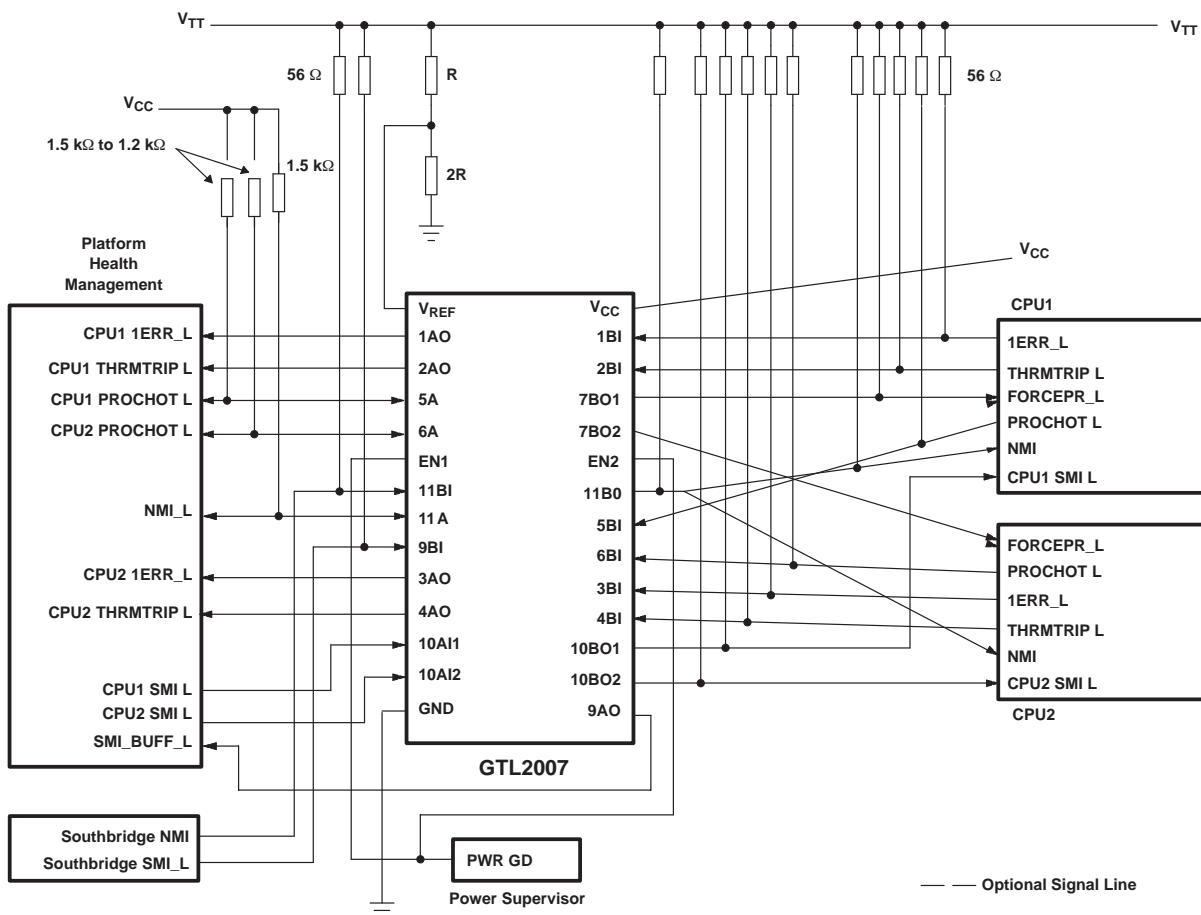 VTT
VTT
56 Ω
R
56 Ω
VCC
1.5 kΩ to 1.2 kΩ
1.5 kΩ
2R
Platform
Health
Management
VCC
CPU1
VREF
VCC
CPU1 1ERR_L
1AO
1BI
1ERR_L
CPU1 THRMTRIP L
2AO
2BI
THRMTRIP L
CPU1 PROCHOT L
5A
7BO1
FORCEPR_L
PROCHOT L
CPU2 PROCHOT L
6A
7BO2
NMI
EN1
EN2
CPU1 SMI L
11BI
11B0
NMI_L
11A
5BI
9BI
6BI
FORCEPR_L
PROCHOT L
CPU2 1ERR_L
3AO
3BI
1ERR_L
CPU2 THRMTRIP L
4AO
4BI
THRMTRIP L
10AI1
10BO1
NMI
CPU1 SMI L
10AI2
10BO2
CPU2 SMI L
CPU2 SMI L
GND
9AO
CPU2
SMI_BUFF_L
GTL2007
Southbridge NMI
Southbridge SMI_L
PWR GD
Power Supervisor
Optional Signal Line